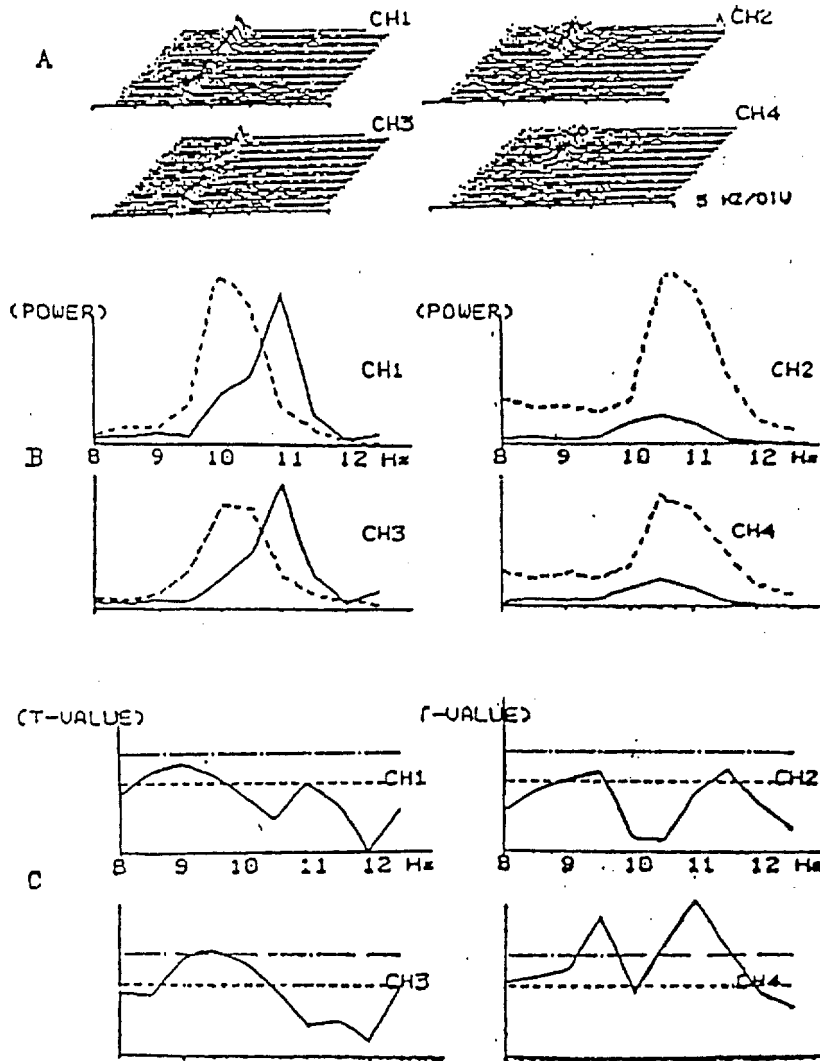 A
CH1
CH2
CH3
CH4
5 HZ/DIV
(POWER)
(POWER)
CH1
CH2
8 9 10 11 12 Hz
8 9 10 11 12 Hz
B
CH3
CH4
(T-VALUE)
T-VALUE)
CH1
CH2
8 9 10 11 12 Hz
8 9 10 11 12 Hz
C
CH3
CH4